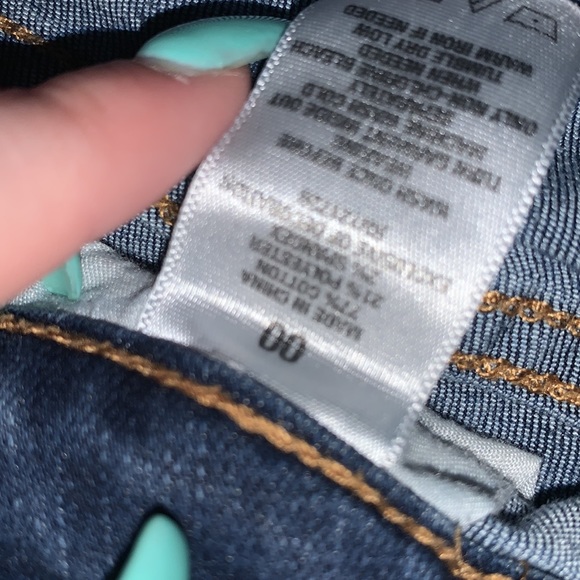 00
MADE IN CHINA
77% COTTON
21% POLYESTER
2% SPANDEX
EXCLUSIVE OF DECORATION
WASH ONCE BEFORE
WEARING
TURN GARMENT INSIDE OUT
MACHINE WASH COLD
SEPARATELY
ONLY NON-CHLORINE BLEACH
WHEN NEEDED
TUMBLE DRY LOW
WARM IRON IF NEEDED